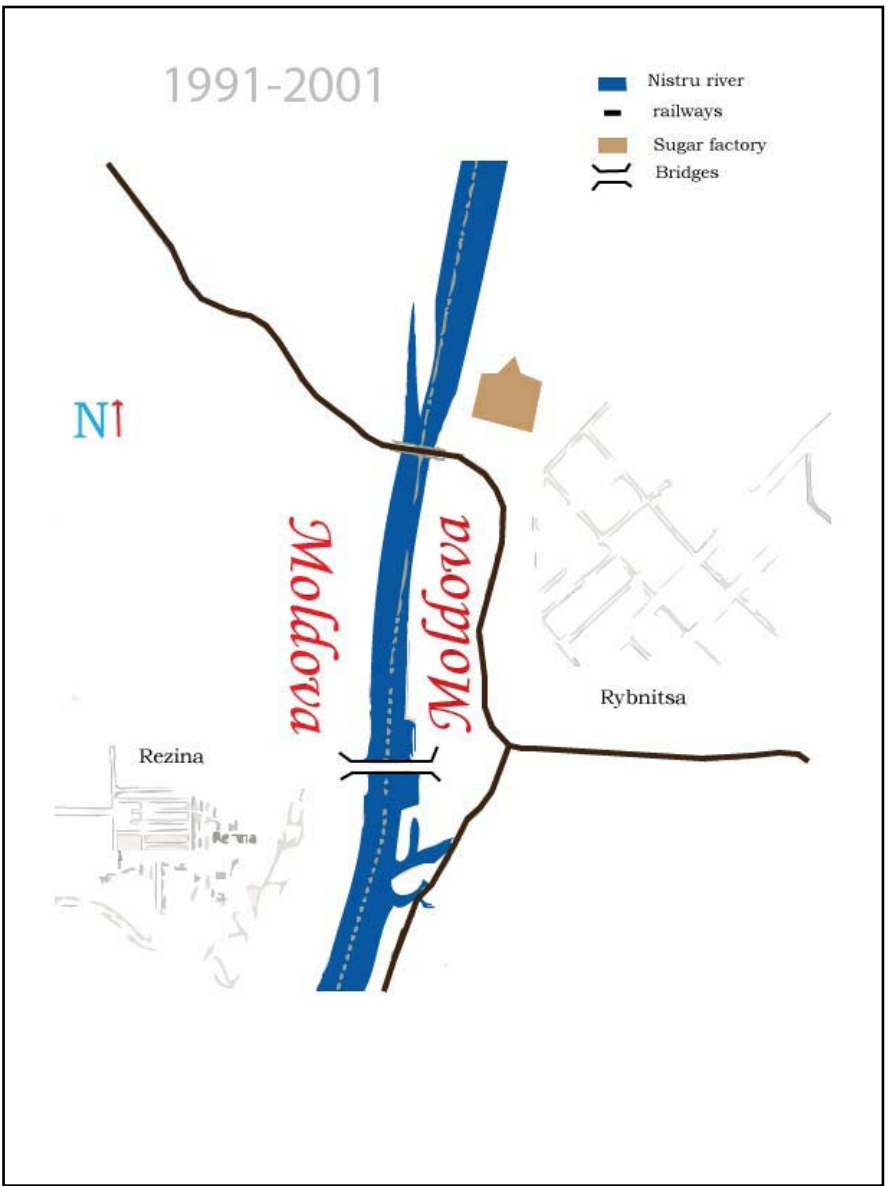 1991-2001
Nistru river
railways
Sugar factory
Bridges
N
Moldova
Moldova
Rybnitsa
Rezina